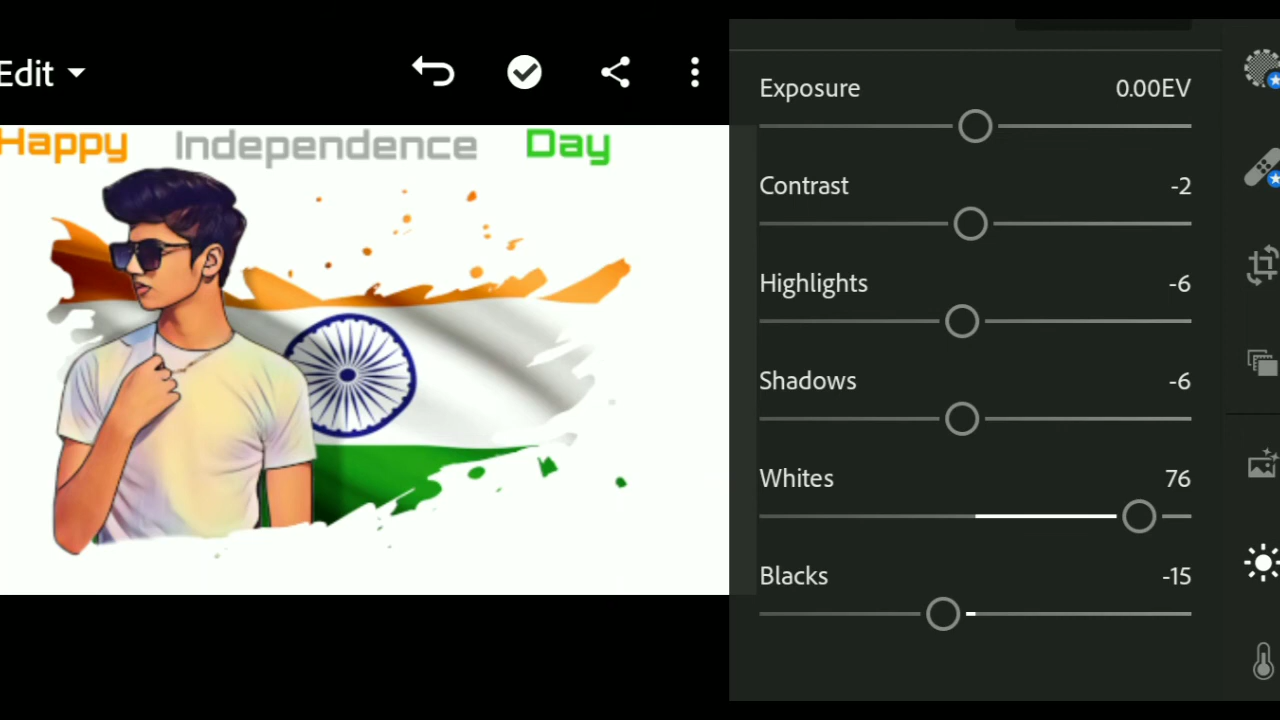 Edit
Happy Independence Day
Exposure 0.00EV
Contrast -2
Highlights -6
Shadows -6
Whites 76
Blacks -15